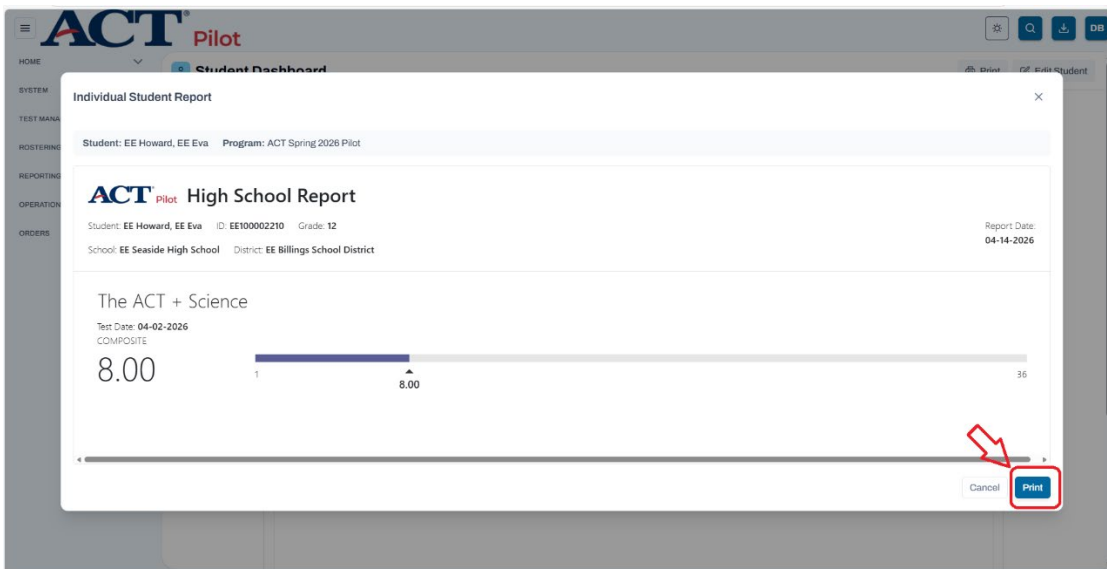 ACT Pilot
DB
HOME
Student Dashboard
Print Edit Student
SYSTEM
Individual Student Report
TEST MANA
Student: EE Howard, EE Eva Program: ACT Spring 2026 Pilot
ROSTERING
REPORTING
OPERATION
ORDERS
ACT Pilot High School Report
Student: EE Howard, EE Eva ID: EE100002210 Grade: 12
Report Date:
School: EE Seaside High School District: EE Billings School District
04-14-2026
The ACT + Science
Test Date: 04-02-2026
COMPOSITE
8.00
1
8.00
36
Cancel Print